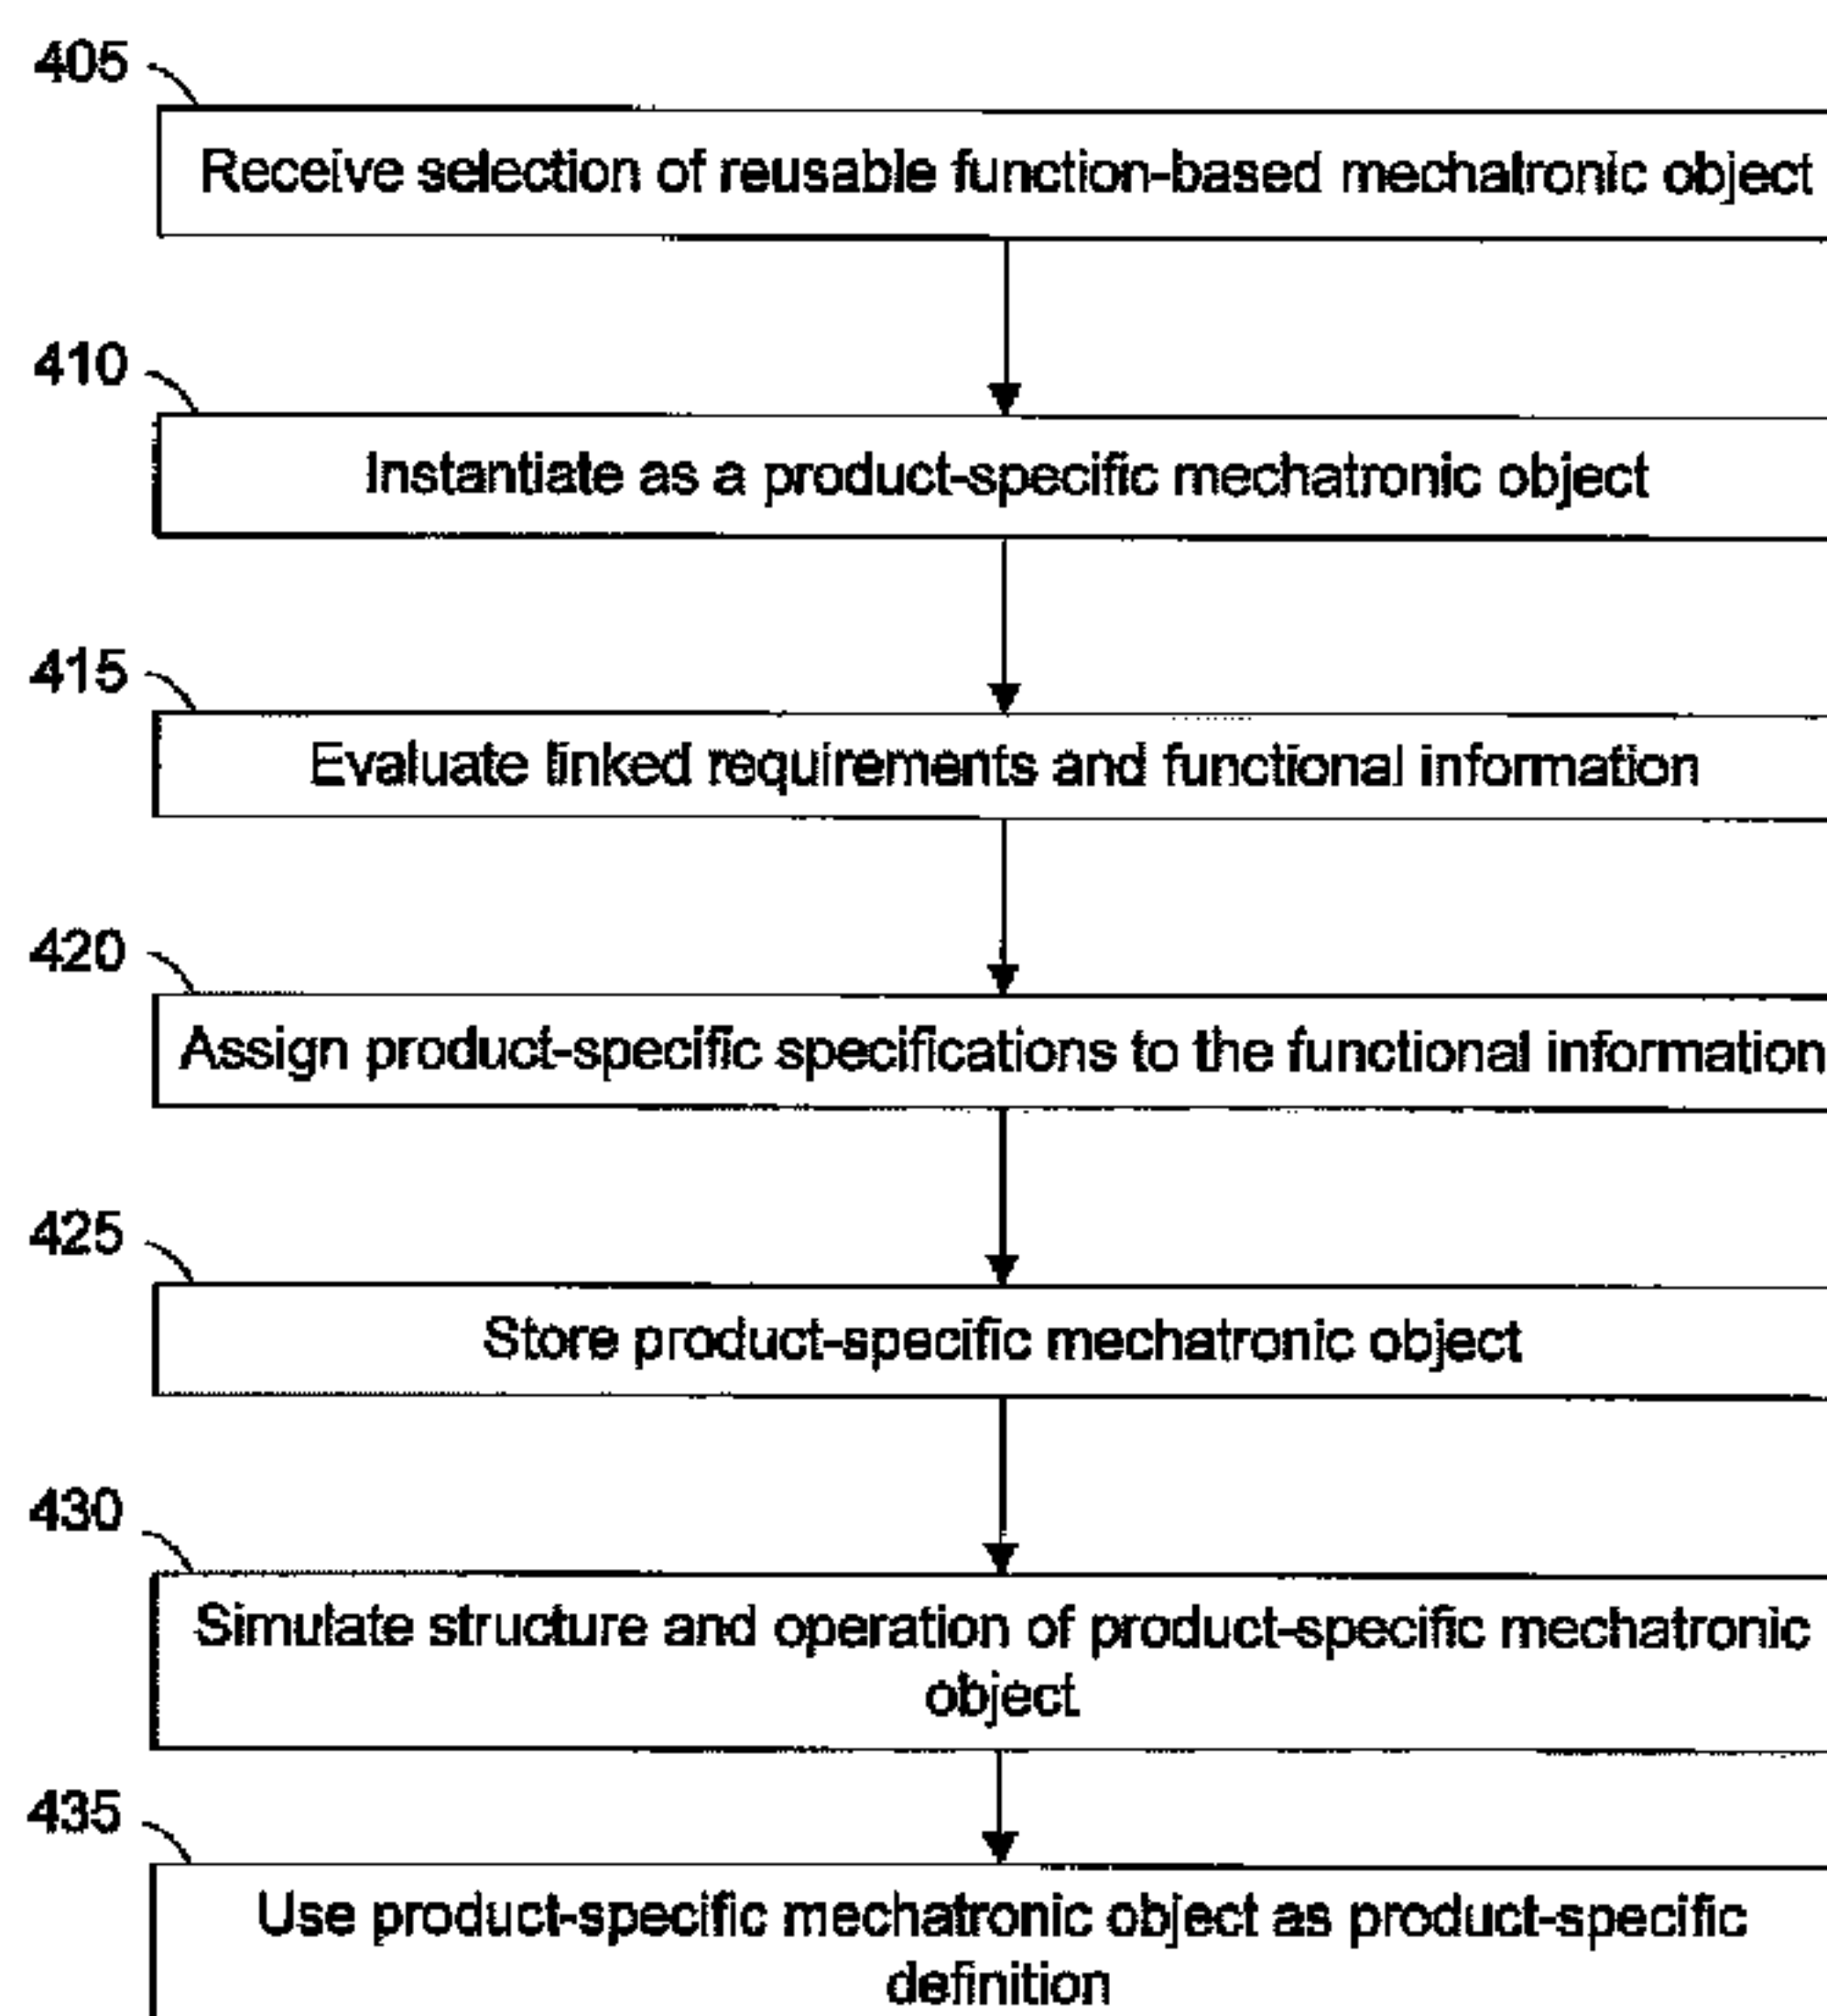 405
Receive selection of reusable function-based mechatronic object
410
Instantiate as a product-specific mechatronic object
415
Evaluate linked requirements and functional information
420
Assign product-specific specifications to the functional information
425
Store product-specific mechatronic object
430
Simulate structure and operation of product-specific mechatronic
object
435
Use product-specific mechatronic object as product-specific
definition